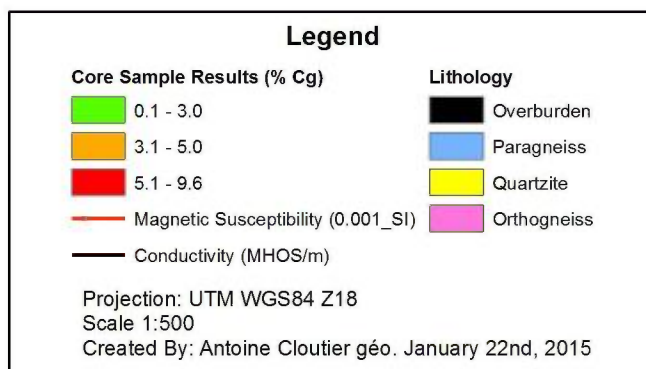 Legend
Core Sample Results (% Cg)
0.1 - 3.0
3.1 - 5.0
5.1 - 9.6
Magnetic Susceptibility (0.001_SI)
Conductivity (MHOS/m)
Lithology
Overburden
Paragneiss
Quartzite
Orthogneiss
Projection: UTM WGS84 Z18
Scale 1:500
Created By: Antoine Cloutier géo. January 22nd, 2015